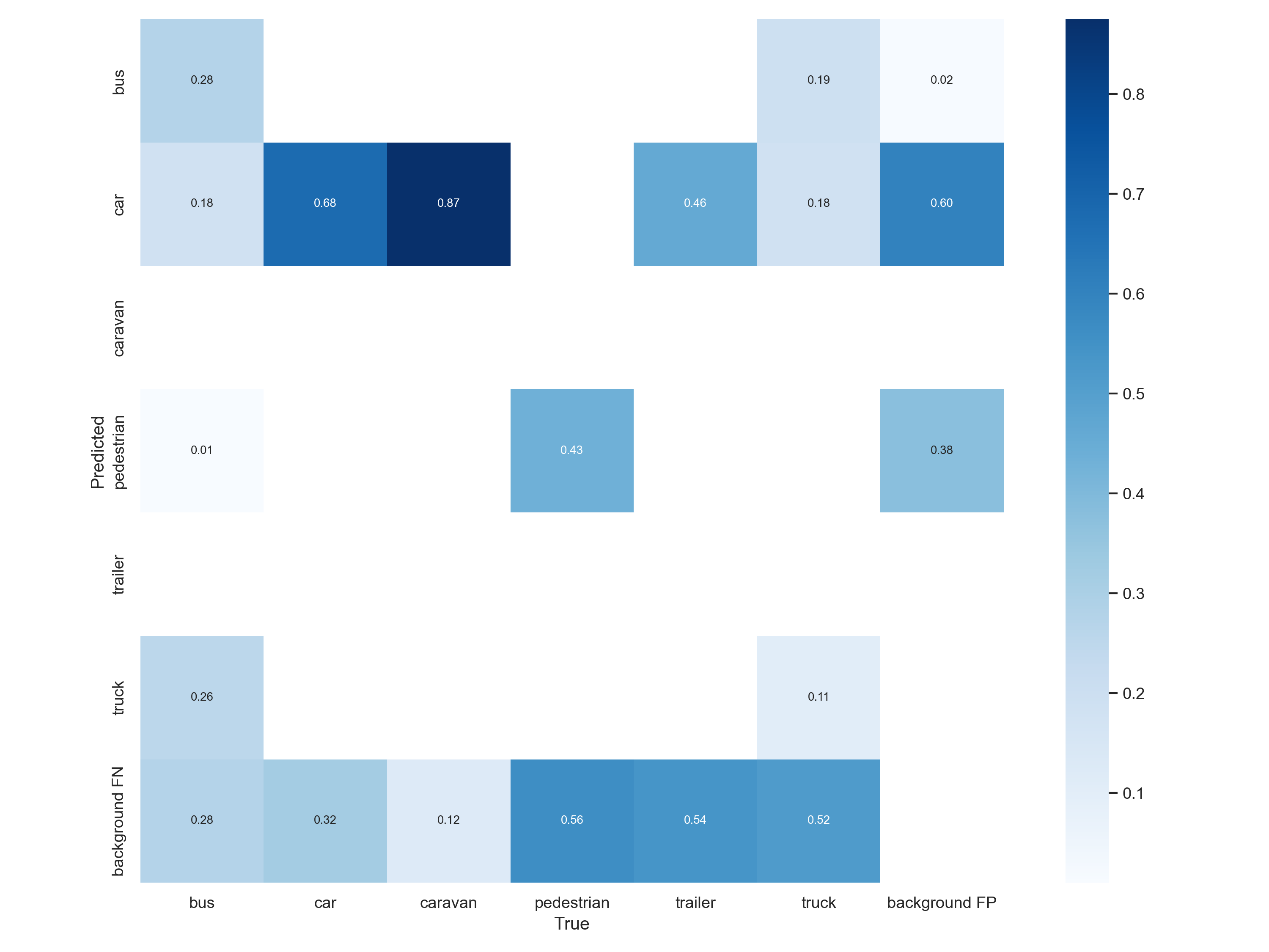 bus
0.28
0.19
0.02
car
0.18
0.68
0.87
0.46
0.18
0.60
caravan
Predicted
pedestrian
0.01
0.43
0.38
trailer
truck
0.26
0.11
background FN
0.28
0.32
0.12
0.56
0.54
0.52
bus
car
caravan
pedestrian
trailer
truck
background FP
True
0.8
0.7
0.6
0.5
0.4
0.3
0.2
0.1